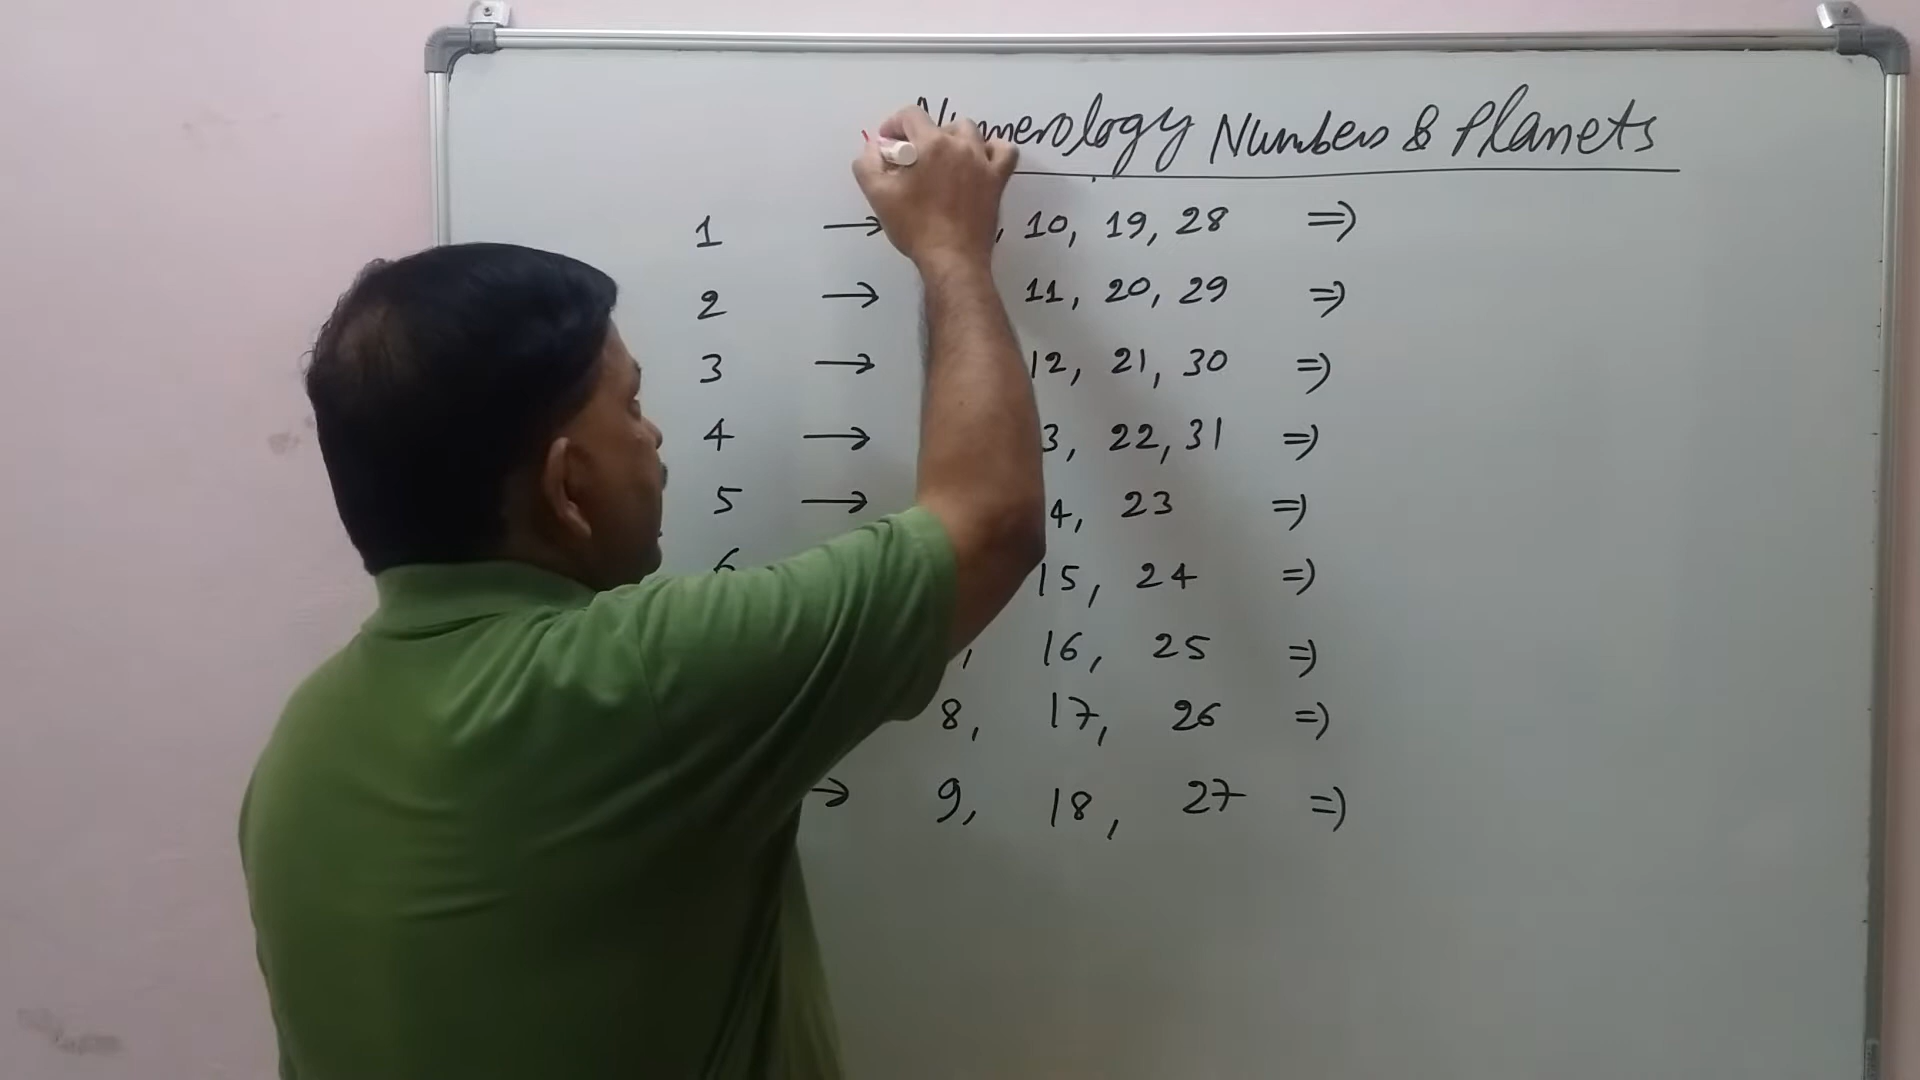 Numerology Numbers & Planets
1 → , 10, 19, 28 ⇒
2 → 11, 20, 29 ⇒
3 → 12, 21, 30 ⇒
4 → 3, 22, 31 ⇒
5 → 4, 23 ⇒
6 15, 24 ⇒
, 16, 25 ⇒
8, 17, 26 ⇒
→ 9, 18, 27 ⇒